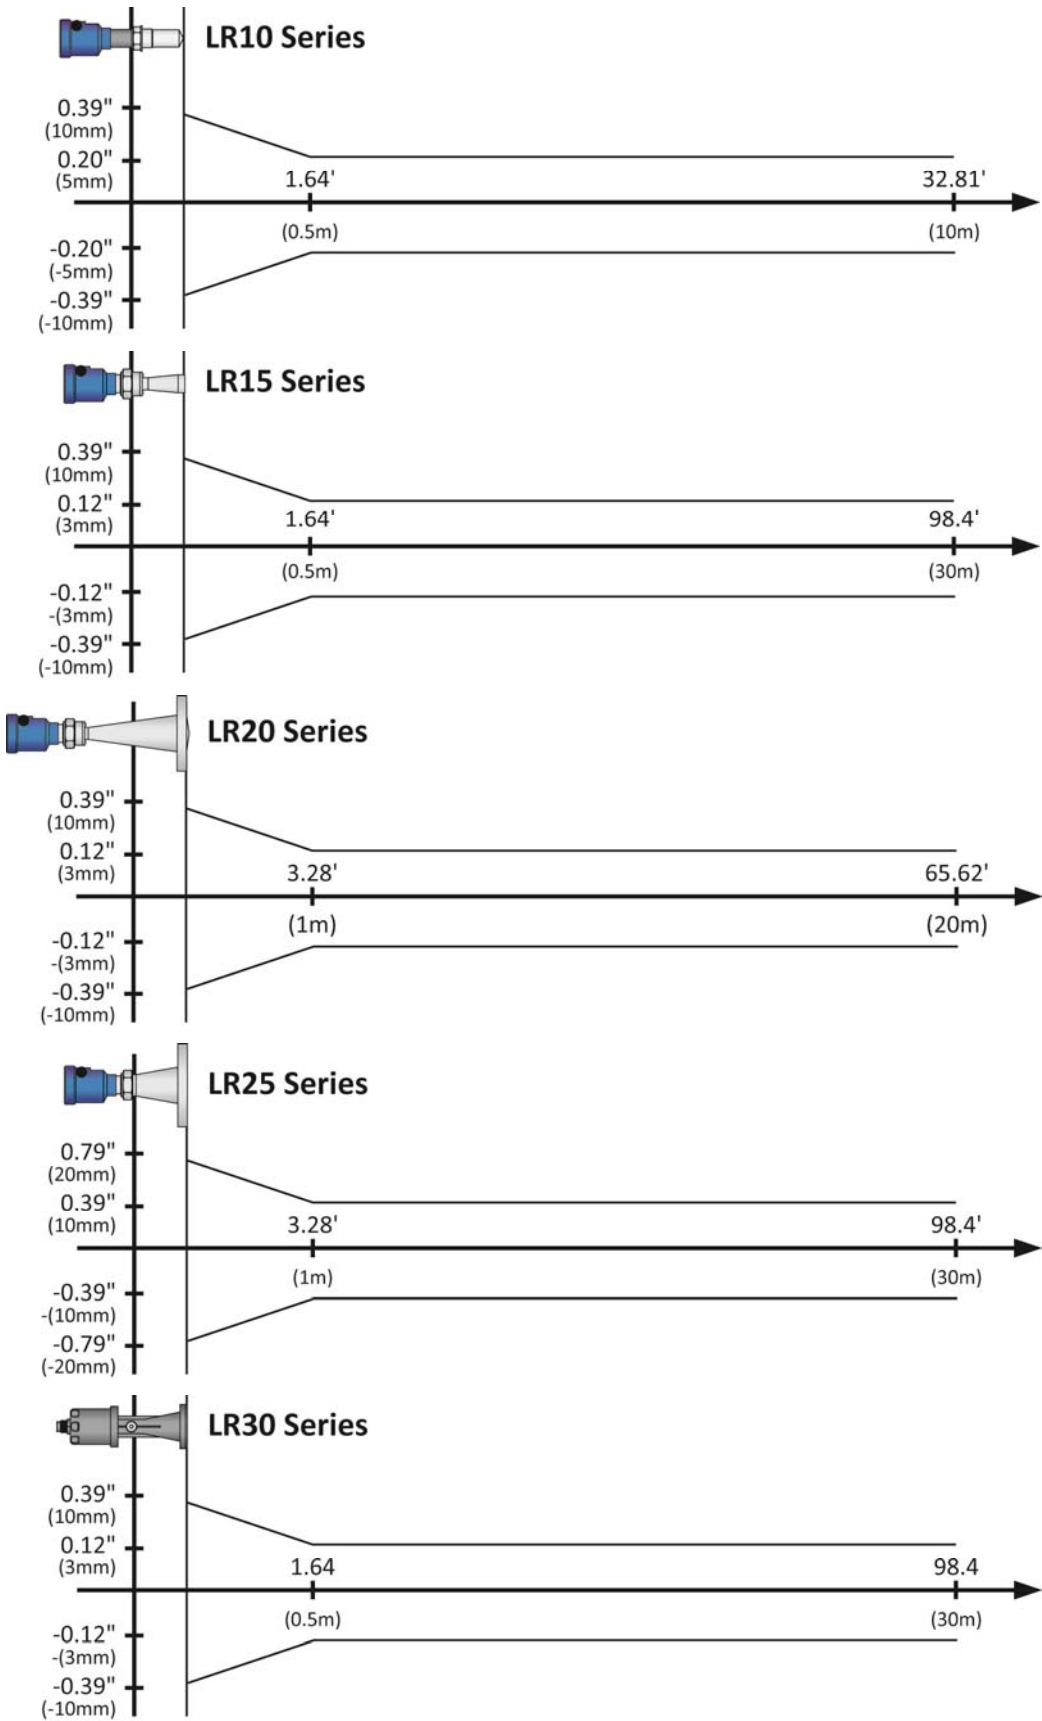 LR10 Series
0.39"
(10mm)
0.20"
(5mm)
1.64'
32.81'
(0.5m)
(10m)
-0.20"
(-5mm)
-0.39"
(-10mm)
LR15 Series
0.39"
(10mm)
0.12"
(3mm)
1.64'
98.4'
(0.5m)
(30m)
-0.12"
-(3mm)
-0.39"
(-10mm)
LR20 Series
0.39"
(10mm)
0.12"
(3mm)
3.28'
65.62'
(1m)
(20m)
-0.12"
-(3mm)
-0.39"
(-10mm)
LR25 Series
0.79"
(20mm)
0.39"
(10mm)
3.28'
98.4'
(1m)
(30m)
-0.39"
-(10mm)
-0.79"
(-20mm)
LR30 Series
0.39"
(10mm)
0.12"
(3mm)
1.64
98.4
(0.5m)
(30m)
-0.12"
-(3mm)
-0.39"
(-10mm)